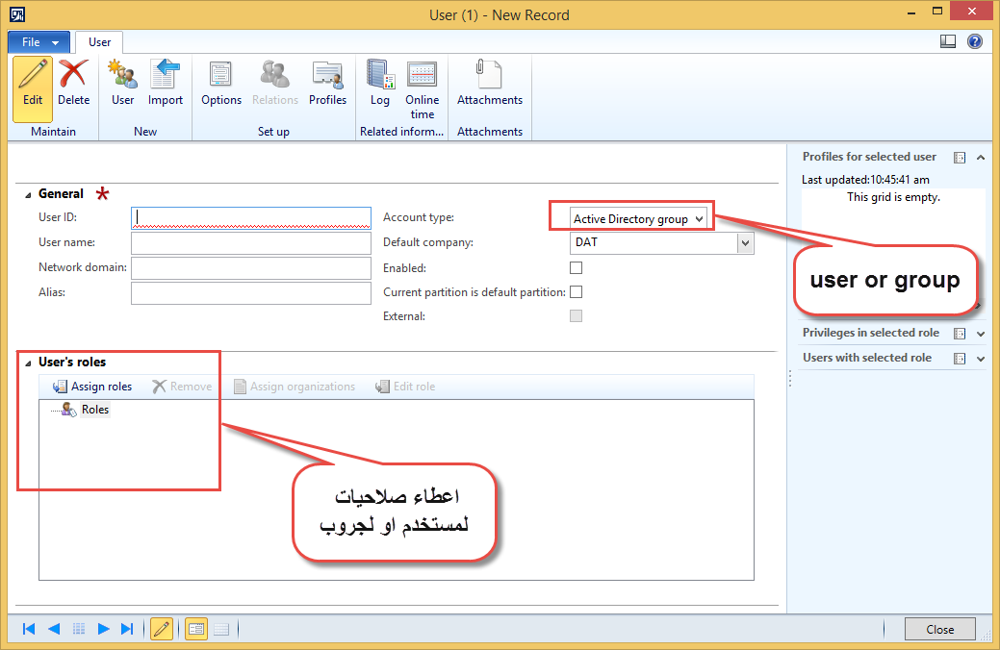 User (1) - New Record
File
User
Edit
Delete
Maintain
User
Import
New
Options
Relations
Profiles
Set up
Log
Online
time
Related inform...
Attachments
Attachments
General *
User ID:
User name:
Network domain:
Alias:
Account type:
Active Directory group
Default company:
DAT
Enabled:
Current partition is default partition:
External:
User's roles
Assign roles
Remove
Assign organizations
Edit role
Roles
اعطاء صلاحيات
لمستخدم او لجروب
Profiles for selected user
Last updated:10:45:41 am
This grid is empty.
user or group
Privileges in selected role
Users with selected role
Close